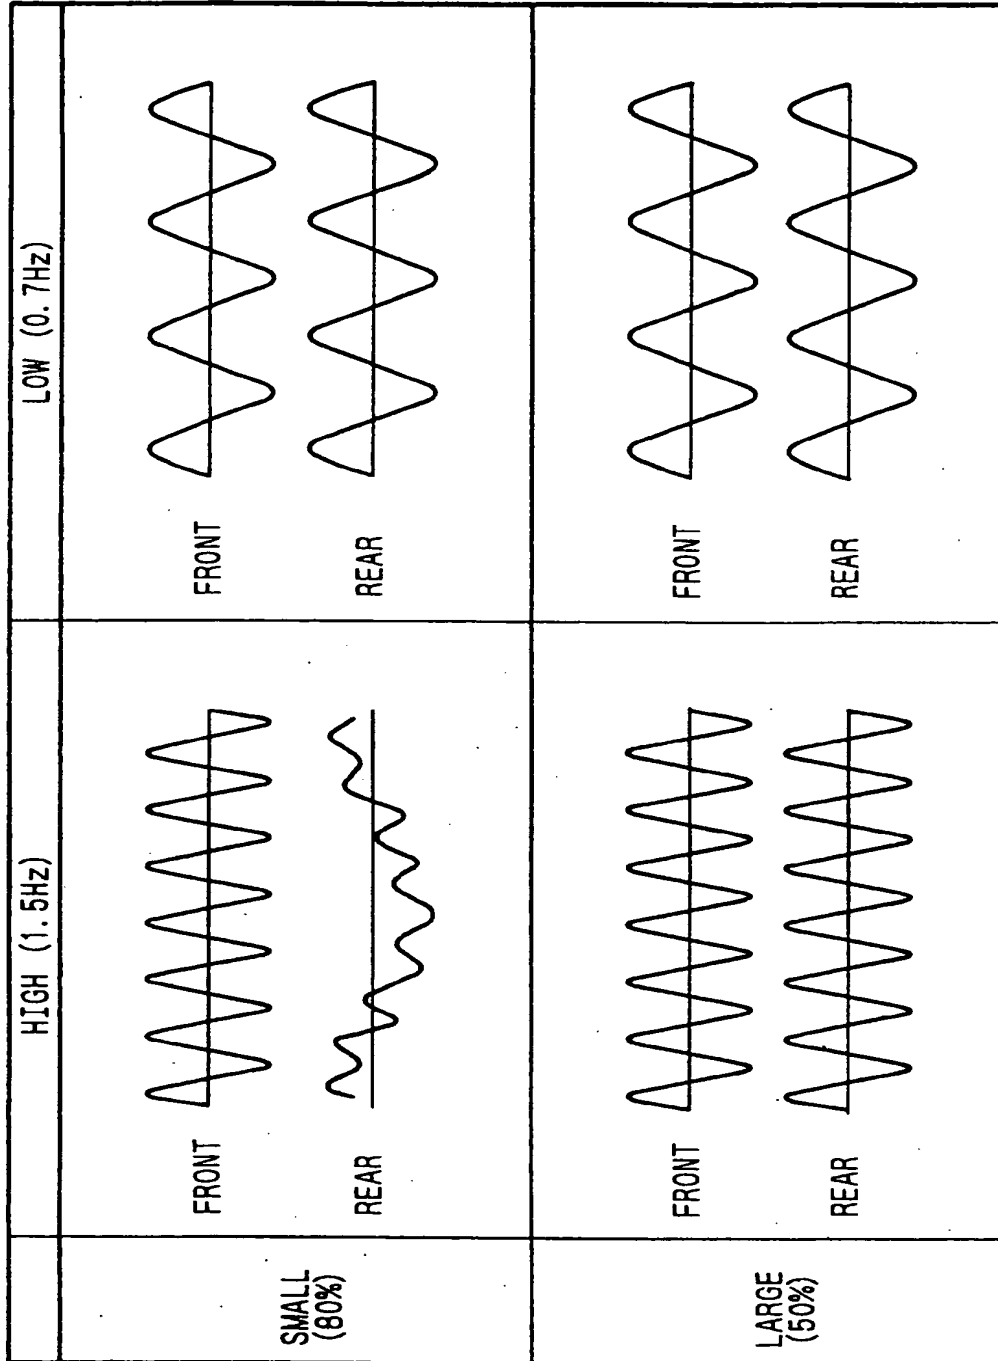 HIGH (1.5Hz)
LOW (0.7Hz)
SMALL
(80%)
FRONT
REAR
FRONT
REAR
LARGE
(50%)
FRONT
REAR
FRONT
REAR